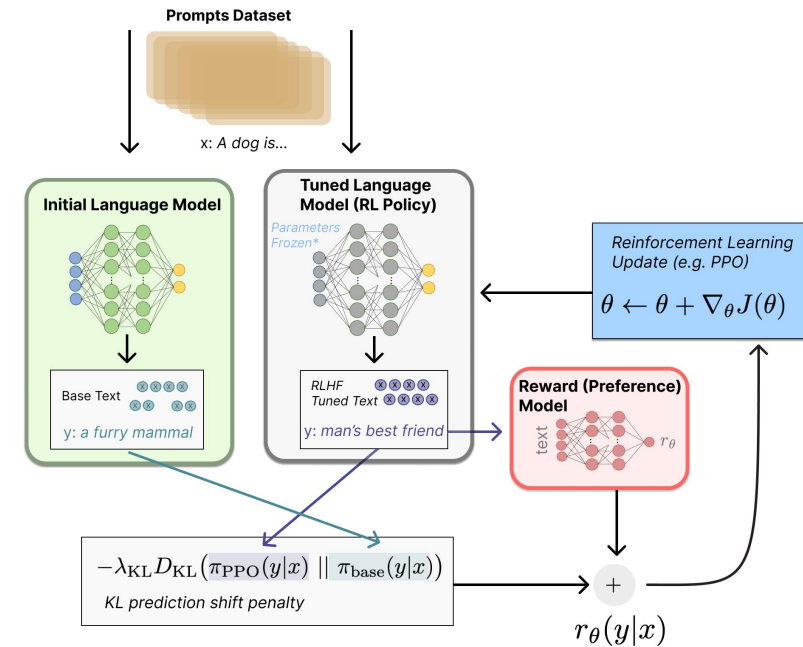 Prompts Dataset
x: A dog is...
Initial Language Model
Tuned Language
Model (RL Policy)
Parameters
Frozen*
Reinforcement Learning
Update (e.g. PPO)
θ ← θ + ∇θJ(θ)
Base Text
x x x x
x x x x
y: a furry mammal
RLHF
Tuned Text
x x x x
x x x x
y: man's best friend
Reward (Preference)
Model
text
rθ
−λKL DKL(πPPO(y|x) || πbase(y|x))
KL prediction shift penalty
+
rθ(y|x)